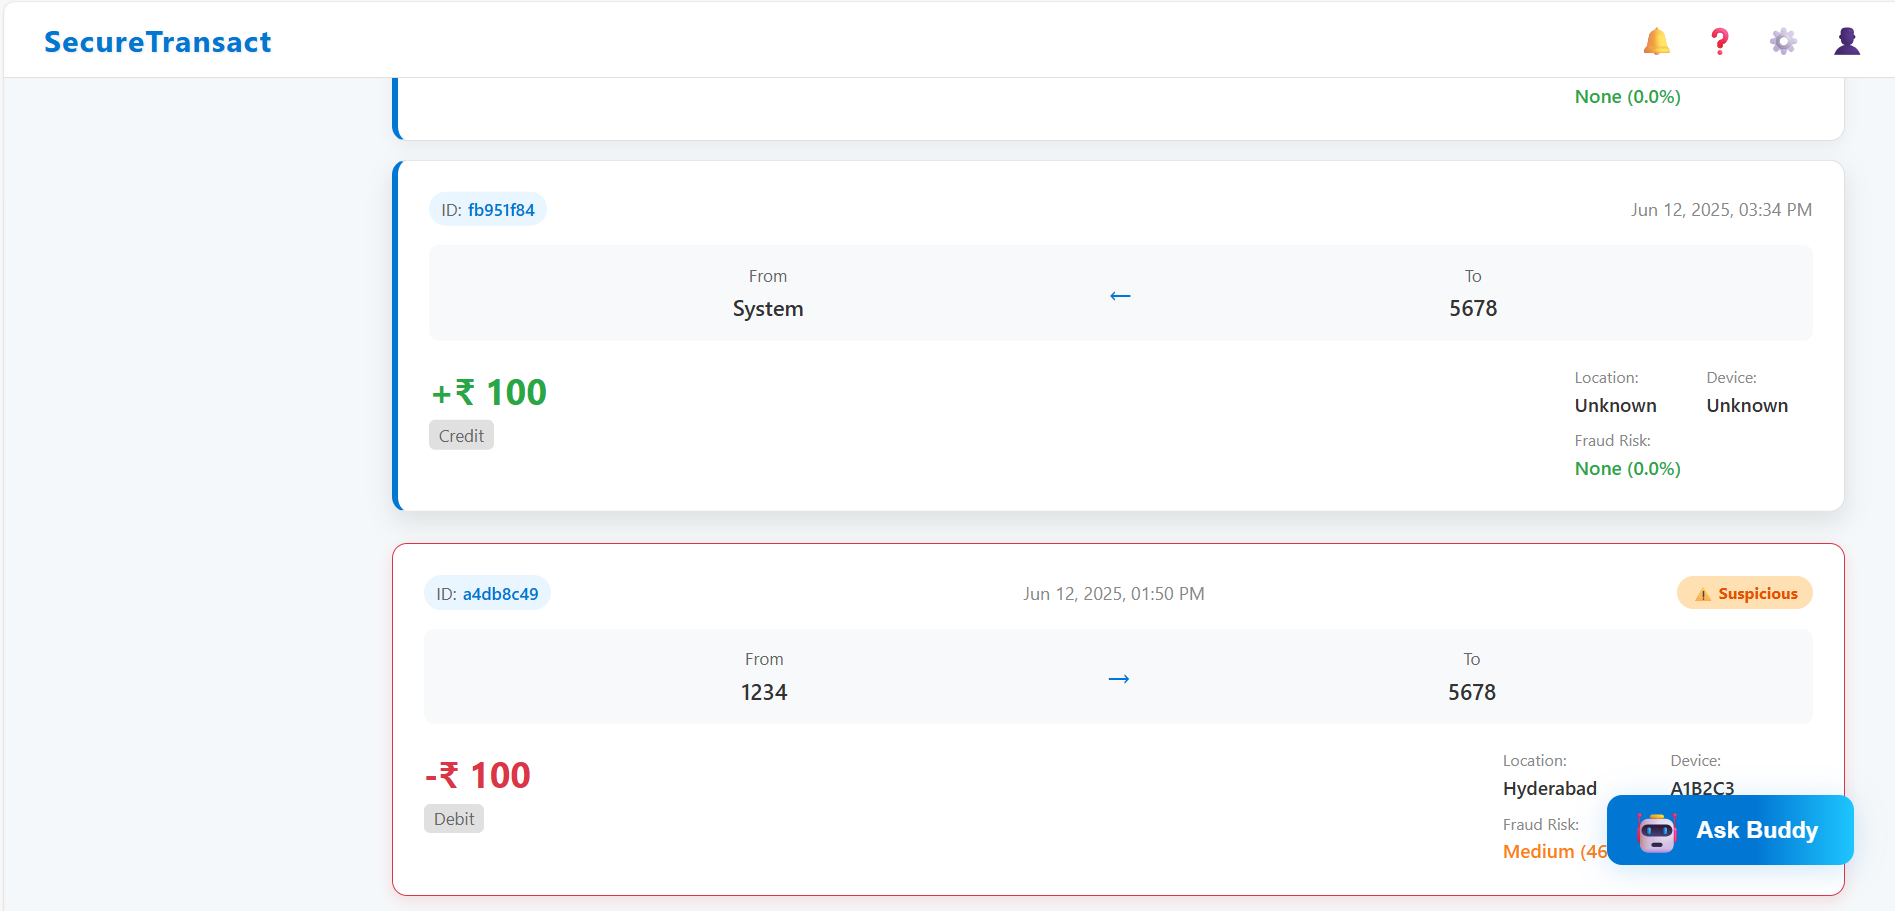 SecureTransact
None (0.0%)
ID: fb951f84
Jun 12, 2025, 03:34 PM
From
To
System
←
5678
+₹ 100
Credit
Location:
Device:
Unknown
Unknown
Fraud Risk:
None (0.0%)
ID: a4db8c49
Jun 12, 2025, 01:50 PM
⚠ Suspicious
From
To
1234
→
5678
-₹ 100
Debit
Location:
Device:
Hyderabad
A1B2C3
Fraud Risk:
Medium (46
Ask Buddy